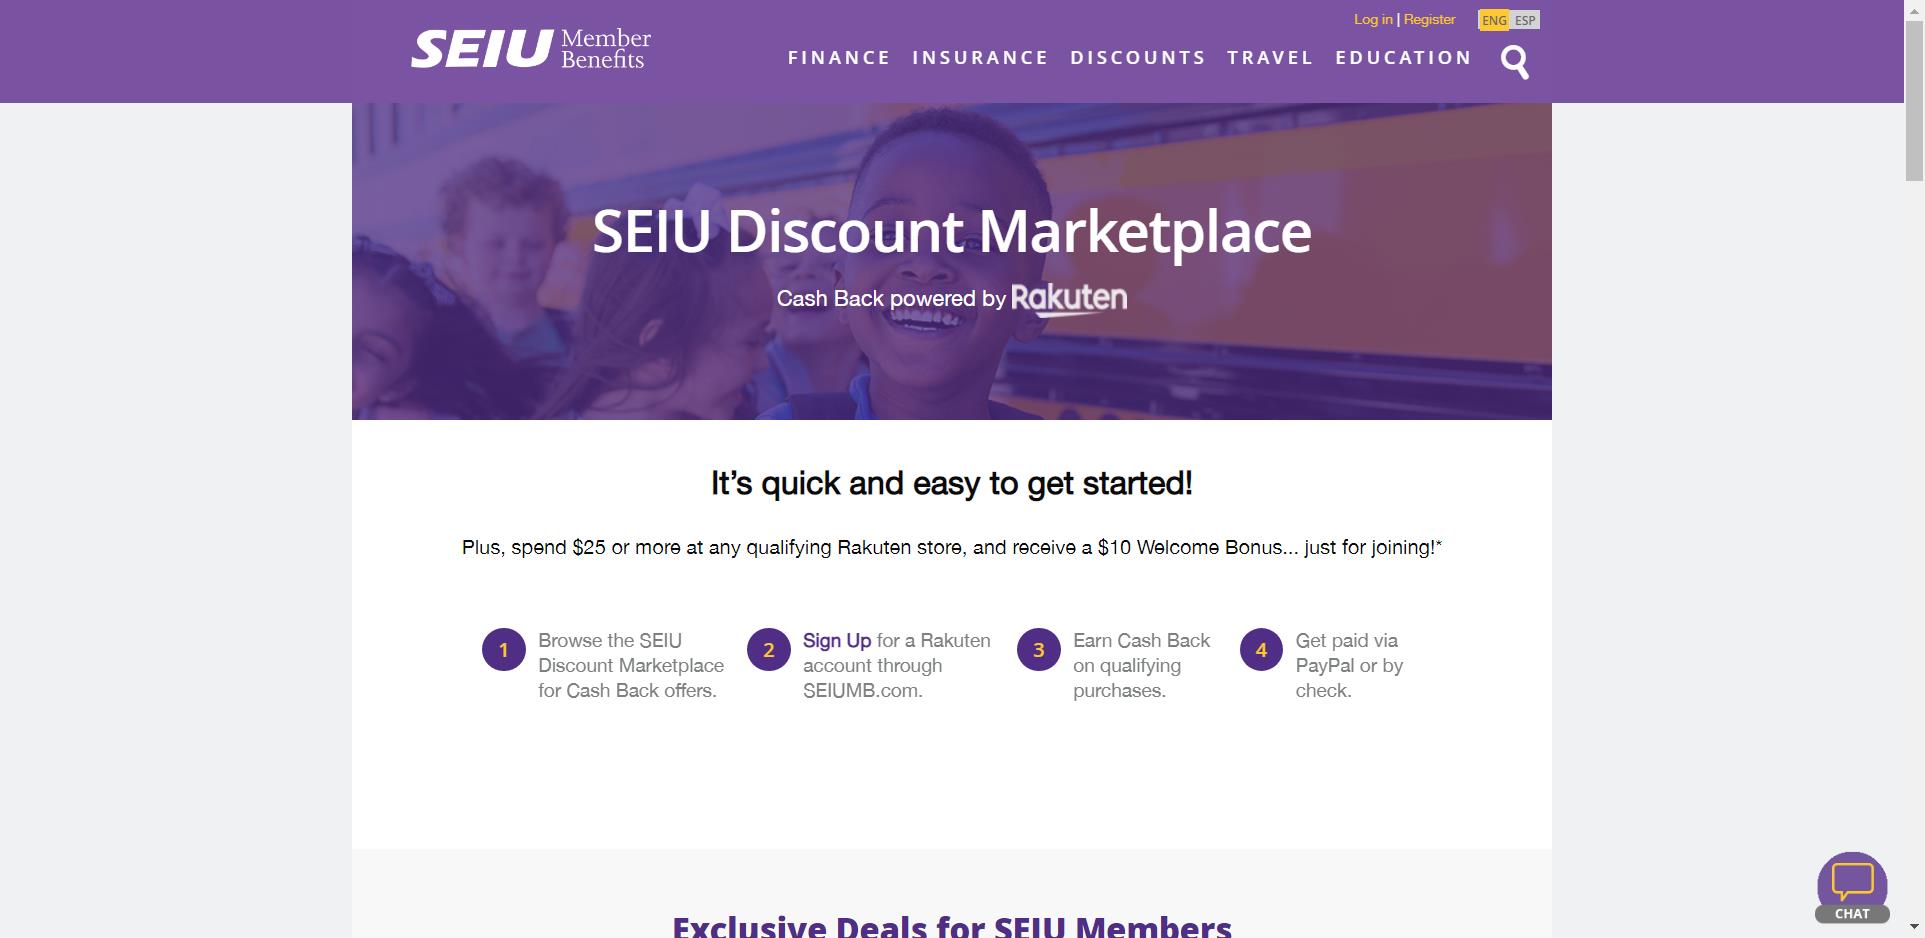 Log in | Register ENG ESP
SEIU Member Benefits
FINANCE INSURANCE DISCOUNTS TRAVEL EDUCATION
SEIU Discount Marketplace
Cash Back powered by Rakuten
It's quick and easy to get started!
Plus, spend $25 or more at any qualifying Rakuten store, and receive a $10 Welcome Bonus... just for joining!*
1
Browse the SEIU
Discount Marketplace
for Cash Back offers.
2
Sign Up for a Rakuten
account through
SEIUMB.com.
3
Earn Cash Back
on qualifying
purchases.
4
Get paid via
PayPal or by
check.
Exclusive Deals for SEIU Members
CHAT